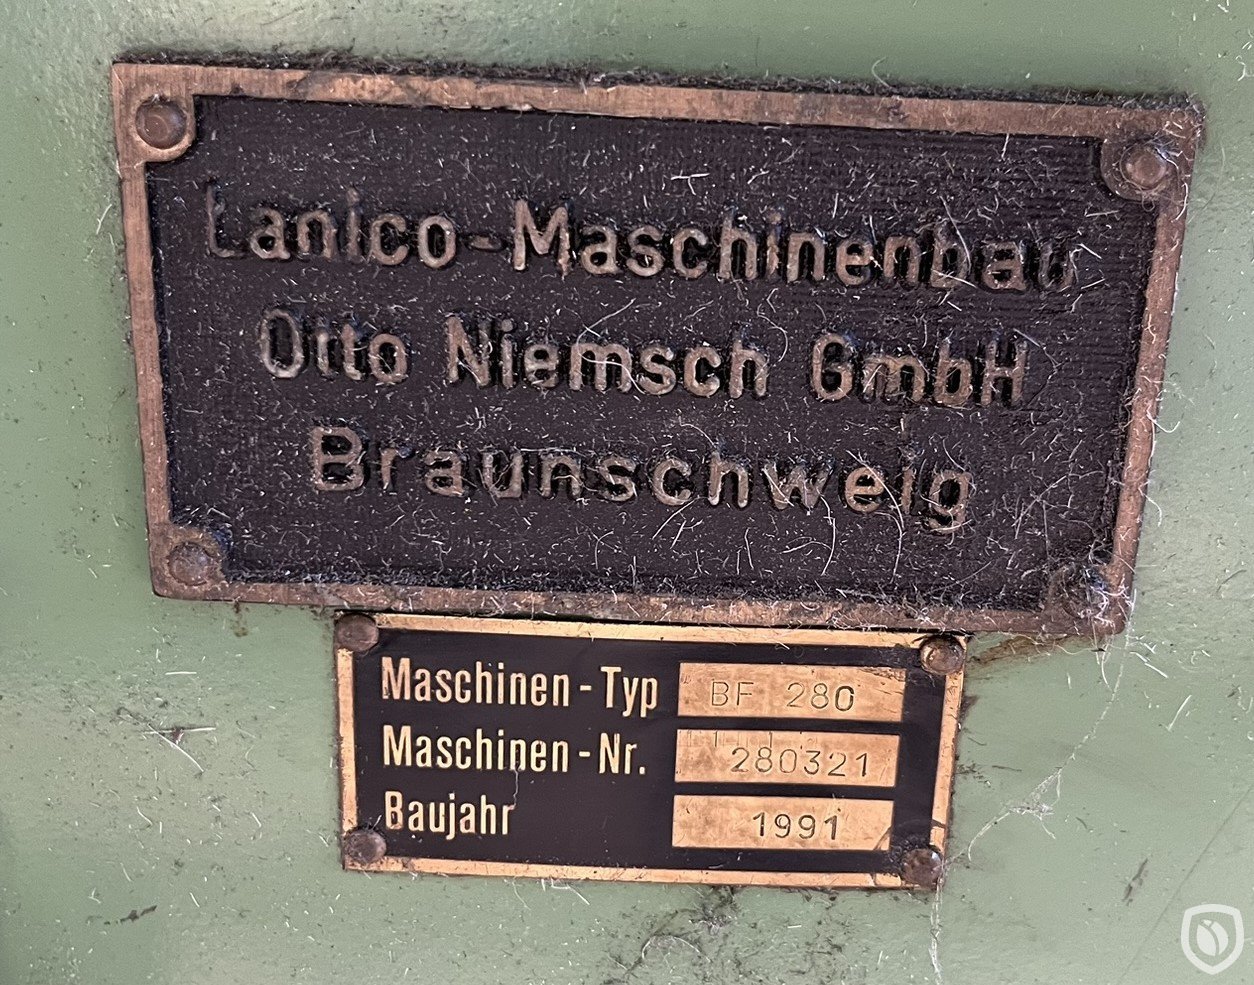 Lanico-Maschinenbau
Otto Niemsch GmbH
Braunschweig
Maschinen-Typ BF 280
Maschinen-Nr. 280321
Baujahr 1991